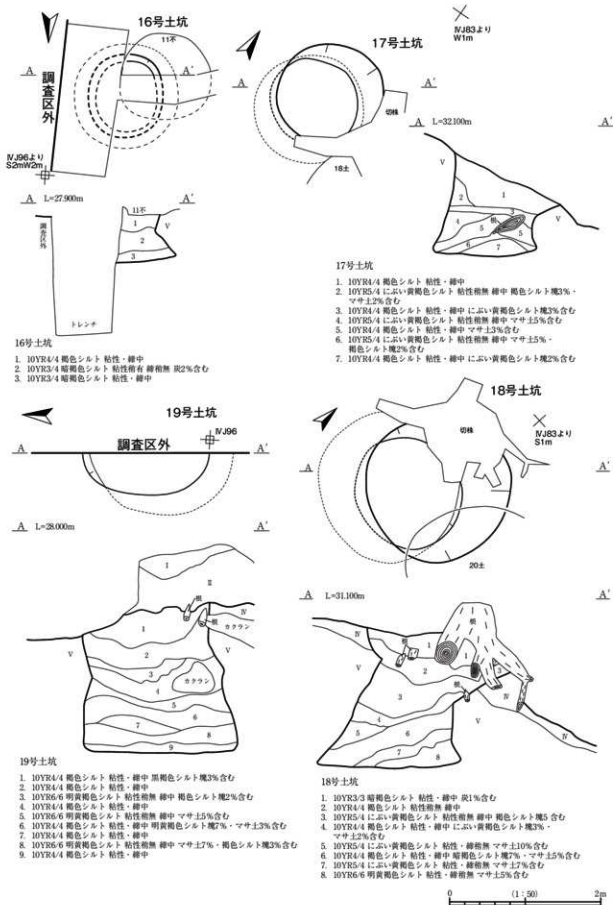 16号土坑
11不
A
A'
調査区外
ⅣJ96より
S2mW2m
A L=27.900m
A'
11不
1
2
3
V
調査区外
トレンチ
16号土坑
1. 10YR4/4 褐色シルト 粘性・締中
2. 10YR3/4 暗褐色シルト 粘性稍有 締稍無 炭2%含む
3. 10YR3/4 暗褐色シルト 粘性・締中
17号土坑
ⅣJ83より
W1m
A
A'
切株
18土
A L=32.100m
A'
V
1
2
3
根
4
5
5
6
7
V
17号土坑
1. 10YR4/4 褐色シルト 粘性・締中
2. 10YR5/4 にぶい黄褐色シルト 粘性稍無 締中 褐色シルト塊3%・
マサ土2%含む
3. 10YR4/4 褐色シルト 粘性・締中 にぶい黄褐色シルト塊3%含む
4. 10YR5/4 にぶい黄褐色シルト 粘性稍無 締中 マサ土5%含む
5. 10YR4/4 褐色シルト 粘性・締中 マサ土3%含む
6. 10YR5/4 にぶい黄褐色シルト 粘性稍無 締中 マサ土5%・
褐色シルト塊2%含む
7. 10YR4/4 褐色シルト 粘性・締中 にぶい黄褐色シルト塊2%含む
19号土坑
ⅣJ96
調査区外
A
A'
A L=28.000m
A'
Ⅰ
Ⅱ
根
根
Ⅳ
カクラン
V
V
1
2
3
4
カクラン
5
6
7
8
9
19号土坑
1. 10YR4/4 褐色シルト 粘性・締中 黒褐色シルト塊3%含む
2. 10YR4/4 褐色シルト 粘性・締中
3. 10YR6/6 明黄褐色シルト 粘性稍無 締中 褐色シルト塊2%含む
4. 10YR4/4 褐色シルト 粘性・締中
5. 10YR6/6 明黄褐色シルト 粘性稍無 締中 マサ土5%含む
6. 10YR4/4 褐色シルト 粘性・締中 明黄褐色シルト塊7%・マサ土3%含む
7. 10YR4/4 褐色シルト 粘性・締中
8. 10YR6/6 明黄褐色シルト 粘性稍無 締中 マサ土7%・褐色シルト塊3%含む
9. 10YR4/4 褐色シルト 粘性・締中
18号土坑
切株
ⅣJ83より
S1m
A
A'
20土
A L=31.100m
A'
Ⅳ
根
1
根
1
2
3
根
Ⅳ
V
V
3
4
5
6
7
8
18号土坑
1. 10YR3/3 暗褐色シルト 粘性・締中 炭1%含む
2. 10YR4/4 褐色シルト 粘性稍無 締中
3. 10YR5/4 にぶい黄褐色シルト 粘性稍無 締中 褐色シルト塊5含む
4. 10YR4/4 褐色シルト 粘性・締中 にぶい黄褐色シルト塊3%・
マサ土2%含む
5. 10YR5/4 にぶい黄褐色シルト 粘性・締稍無 マサ土10%含む
6. 10YR4/4 褐色シルト 粘性・締中 暗褐色シルト塊7%・マサ土5%含む
7. 10YR5/4 にぶい黄褐色シルト 粘性・締稍無 マサ土7%含む
8. 10YR6/6 明黄褐色シルト 粘性・締稍無 マサ土5%含む
0 (1:50) 2m